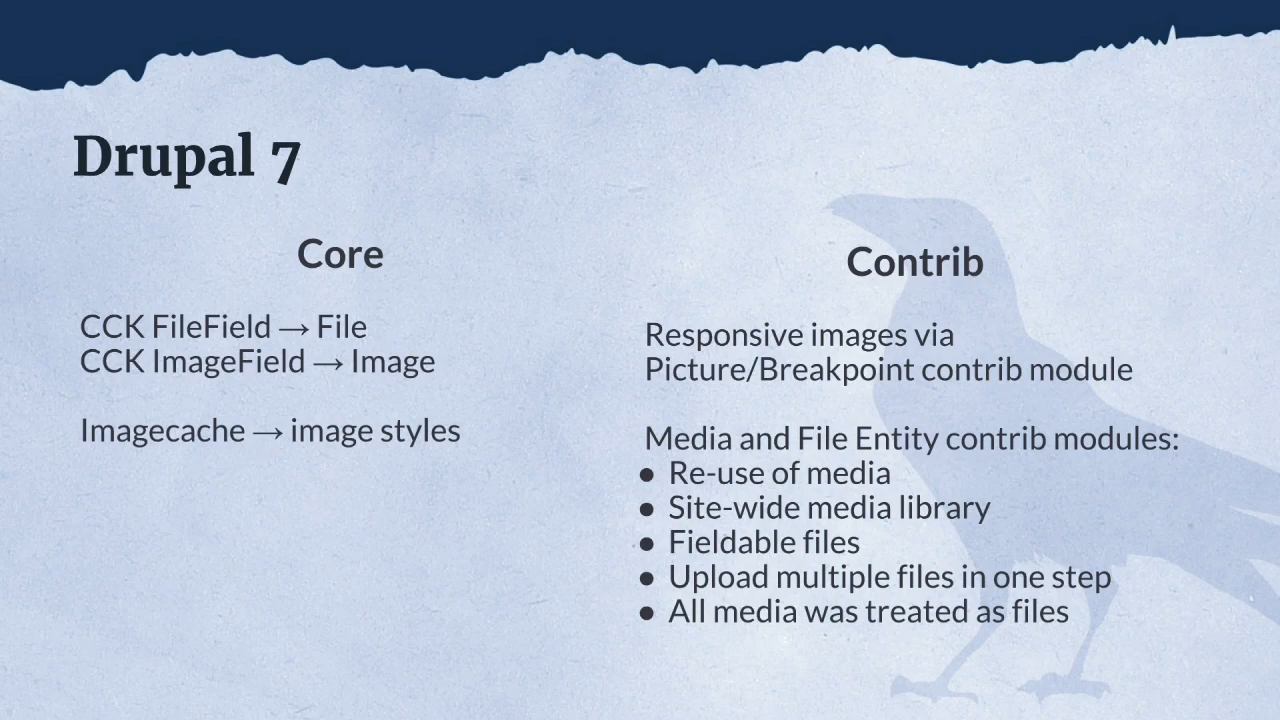 Drupal 7
Core
CCK FileField → File
CCK ImageField → Image
Imagecache → image styles
Contrib
Responsive images via
Picture/Breakpoint contrib module
Media and File Entity contrib modules:
● Re-use of media
● Site-wide media library
● Fieldable files
● Upload multiple files in one step
● All media was treated as files